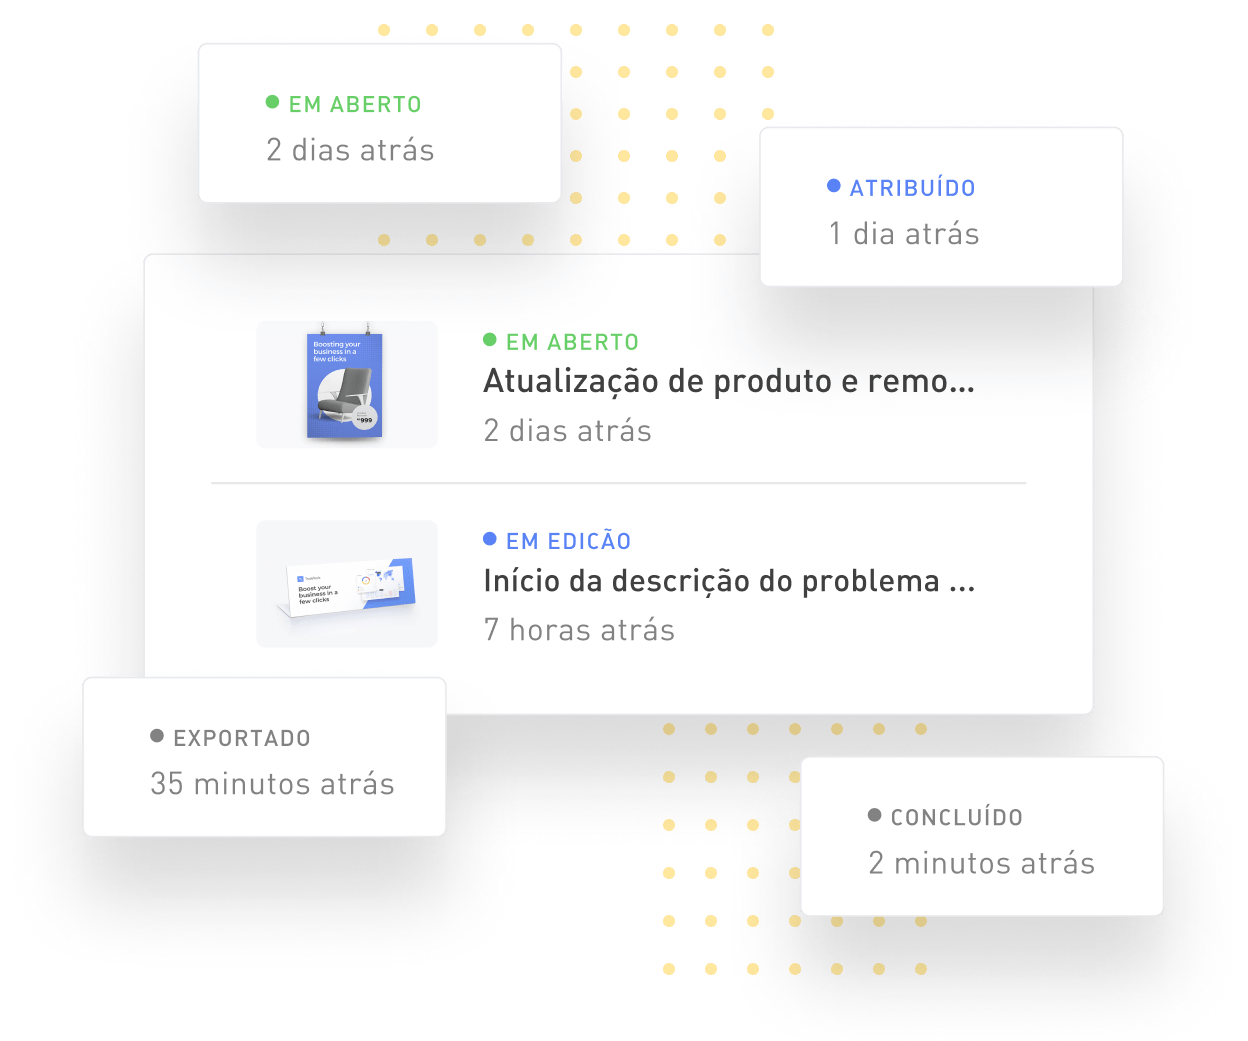 EM ABERTO
2 dias atrás
ATRIBUÍDO
1 dia atrás
Boosting your
business in a
few clicks
999
EM ABERTO
Atualização de produto e remo...
2 dias atrás
Boost your
business in a
few clicks
EM EDICÃO
Início da descrição do problema ...
7 horas atrás
EXPORTADO
35 minutos atrás
CONCLUÍDO
2 minutos atrás